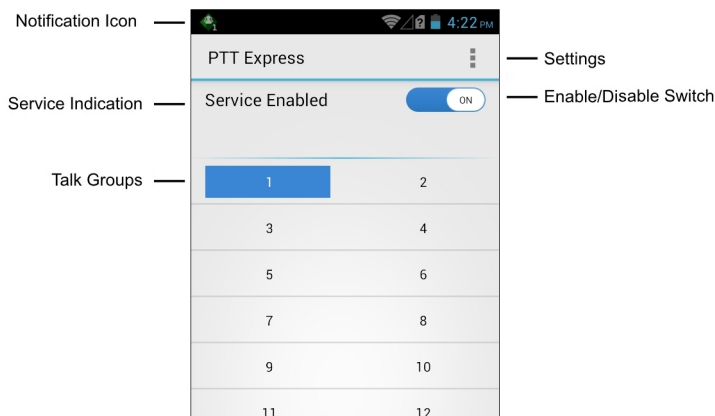 Notification Icon
1
4:22 PM
PTT Express
Settings
Service Indication
Service Enabled
ON
Enable/Disable Switch
Talk Groups
1 2
3 4
5 6
7 8
9 10
11 12